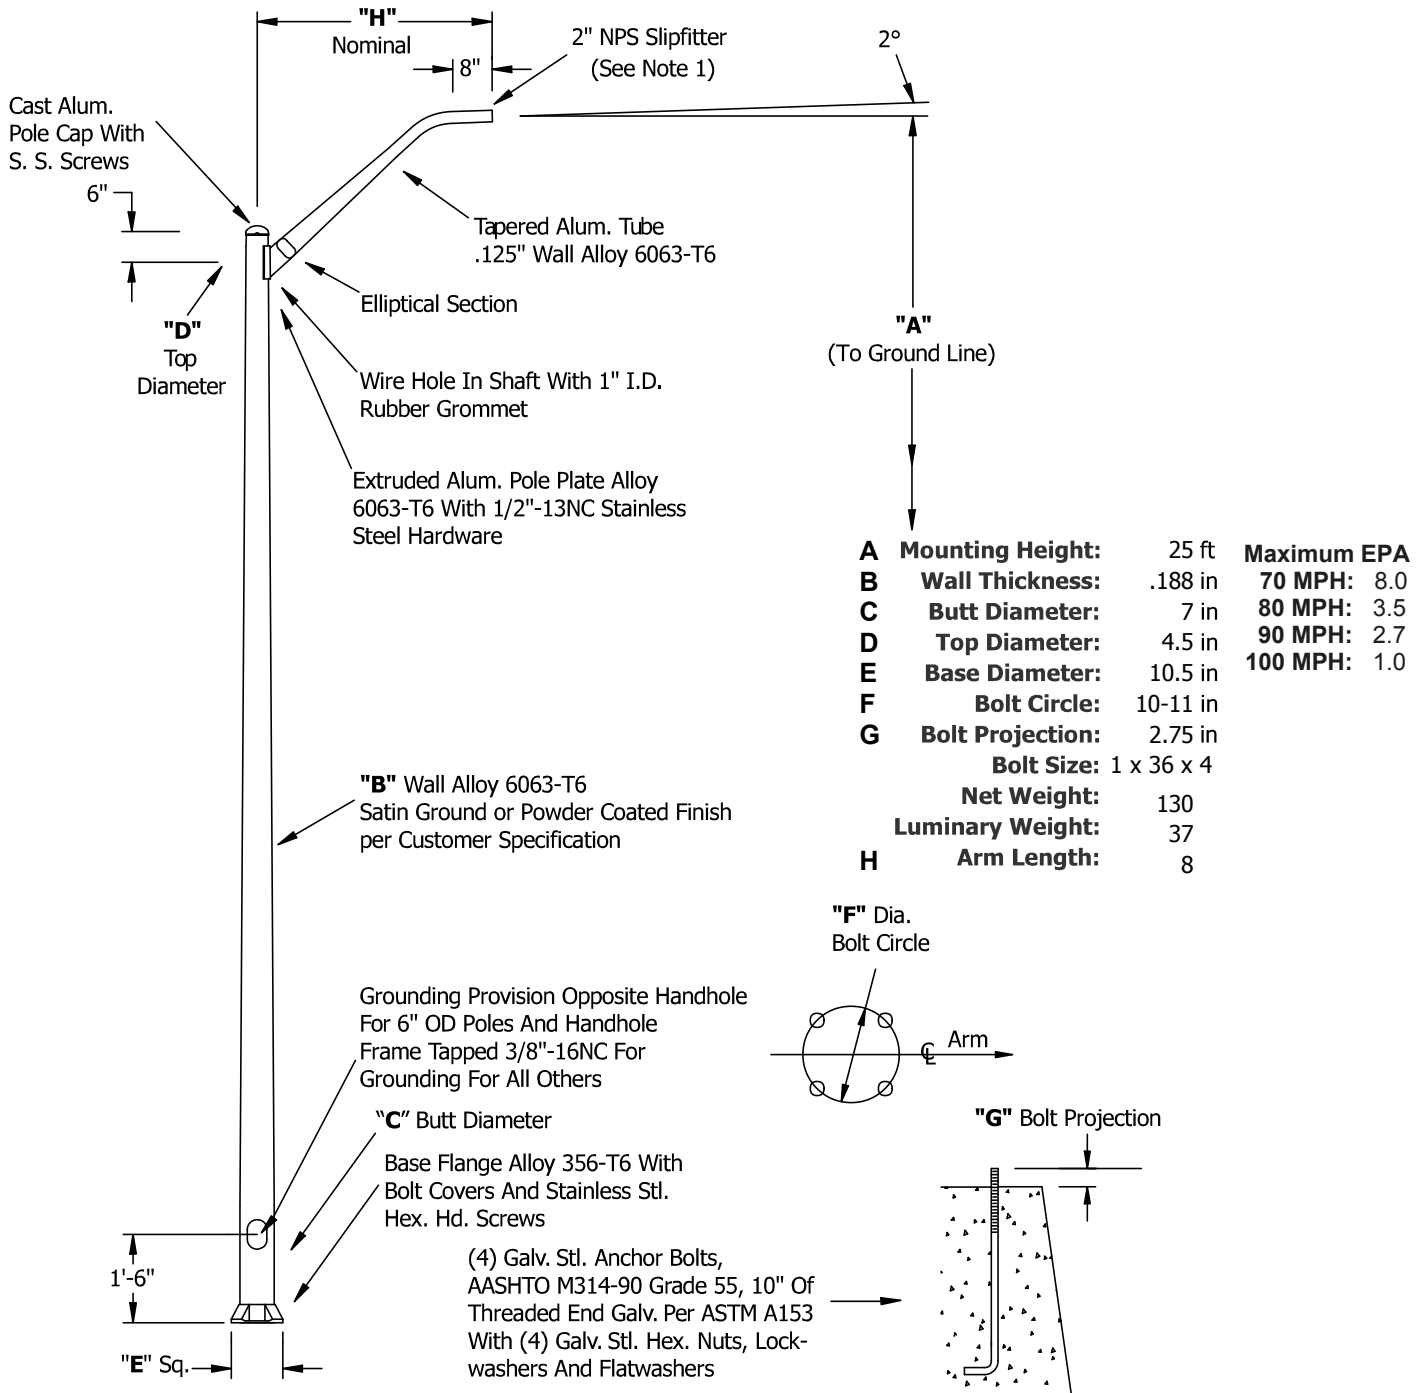 "H"
Nominal
8"
2" NPS Slipfitter
(See Note 1)
2°
Cast Alum.
Pole Cap With
S. S. Screws
6"
Tapered Alum. Tube
.125" Wall Alloy 6063-T6
Elliptical Section
"D"
Top
Diameter
"A"
(To Ground Line)
Wire Hole In Shaft With 1" I.D.
Rubber Grommet
Extruded Alum. Pole Plate Alloy
6063-T6 With 1/2"-13NC Stainless
Steel Hardware
A Mounting Height: 25 ft
B Wall Thickness: .188 in
C Butt Diameter: 7 in
D Top Diameter: 4.5 in
E Base Diameter: 10.5 in
F Bolt Circle: 10-11 in
G Bolt Projection: 2.75 in
Bolt Size: 1 x 36 x 4
Net Weight: 130
Luminary Weight: 37
H Arm Length: 8
Maximum EPA
70 MPH: 8.0
80 MPH: 3.5
90 MPH: 2.7
100 MPH: 1.0
"B" Wall Alloy 6063-T6
Satin Ground or Powder Coated Finish
per Customer Specification
"F" Dia.
Bolt Circle
Grounding Provision Opposite Handhole
For 6" OD Poles And Handhole
Frame Tapped 3/8"-16NC For
Grounding For All Others
℄ Arm
“C” Butt Diameter
"G" Bolt Projection
Base Flange Alloy 356-T6 With
Bolt Covers And Stainless Stl.
Hex. Hd. Screws
1'-6"
(4) Galv. Stl. Anchor Bolts,
AASHTO M314-90 Grade 55, 10" Of
Threaded End Galv. Per ASTM A153
With (4) Galv. Stl. Hex. Nuts, Lock-
washers And Flatwashers
"E" Sq.